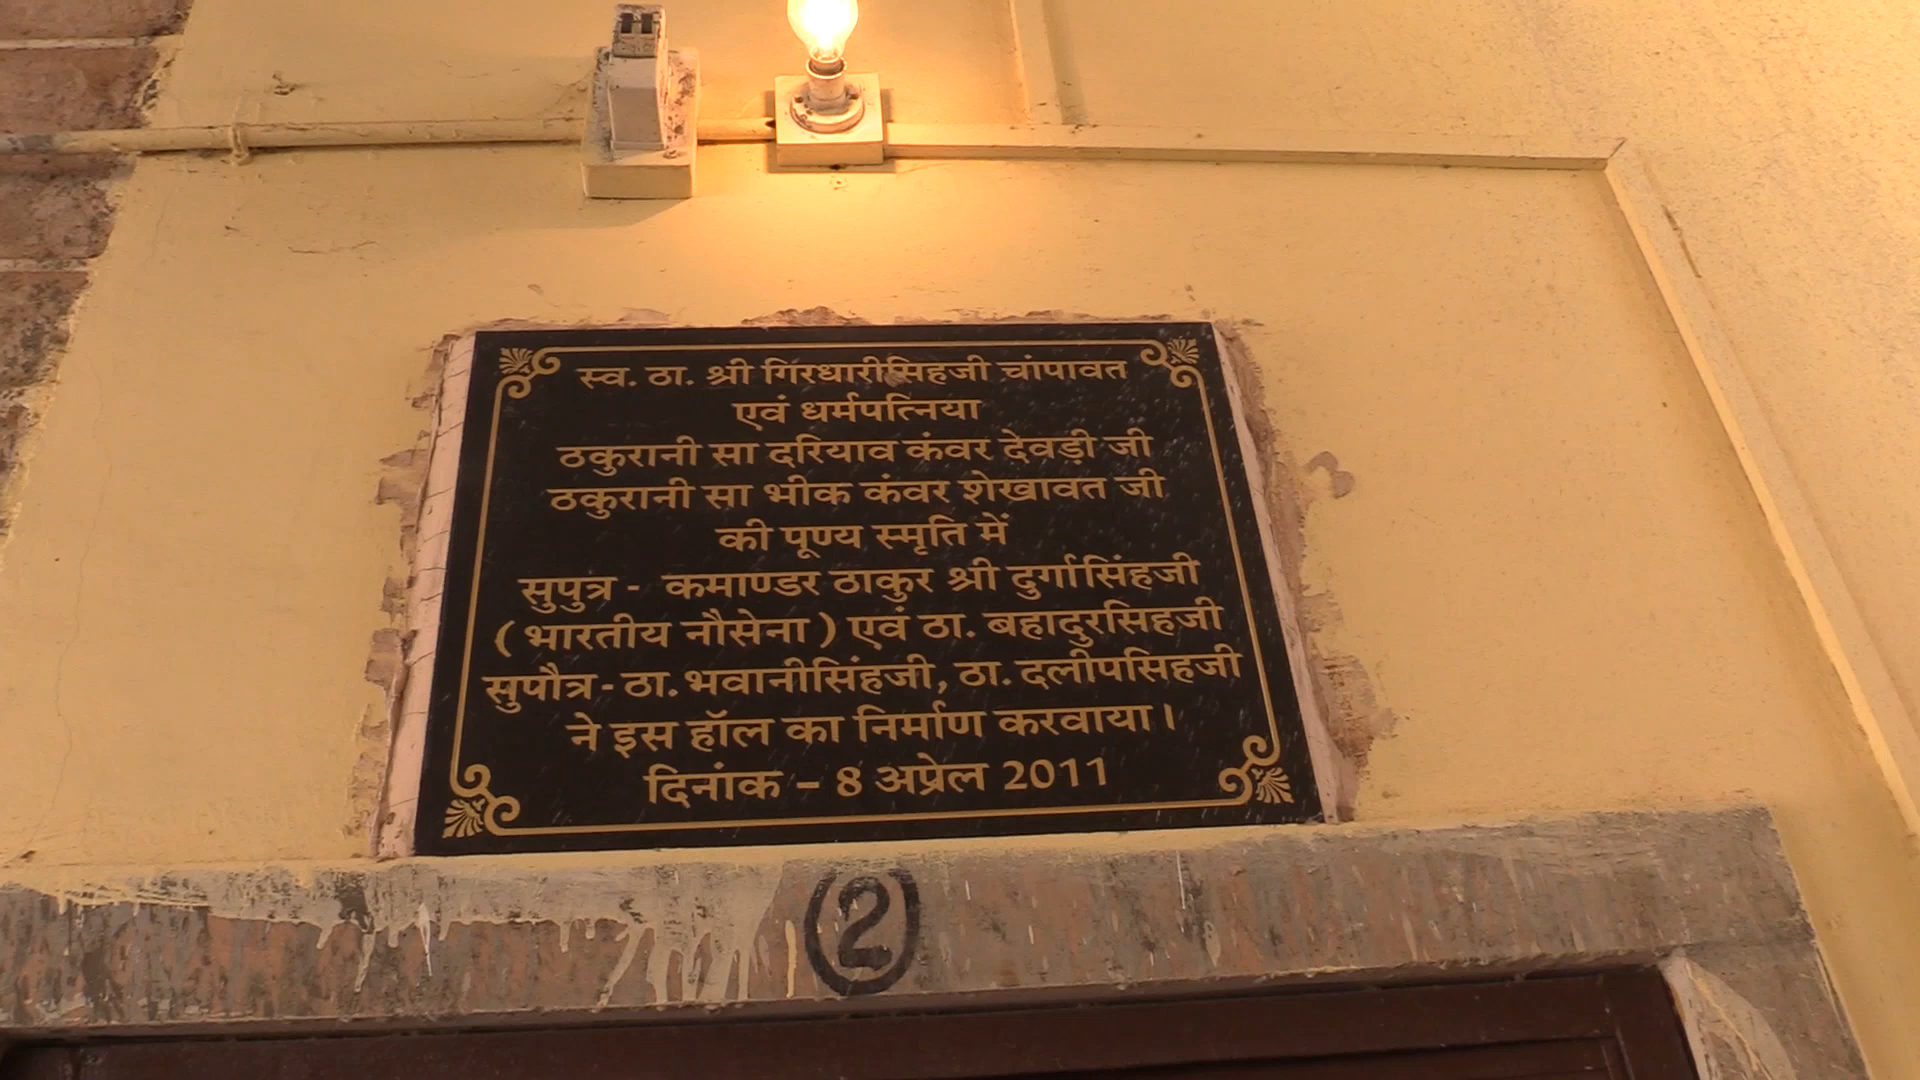 स्व. ठा. श्री गिरधारीसिहजी चांपावत
एवं धर्मपत्निया
ठकुरानी सा दरियाव कंवर देवड़ी जी
ठकुरानी सा भीक कंवर शेखावत जी
की पूण्य स्मृति में
सुपुत्र - कमाण्डर ठाकुर श्री दुर्गासिंहजी
( भारतीय नौसेना ) एवं ठा. बहादुरसिहजी
सुपौत्र - ठा. भवानीसिंहजी, ठा. दलीपसिहजी
ने इस हॉल का निर्माण करवाया।
दिनांक – 8 अप्रेल 2011
2